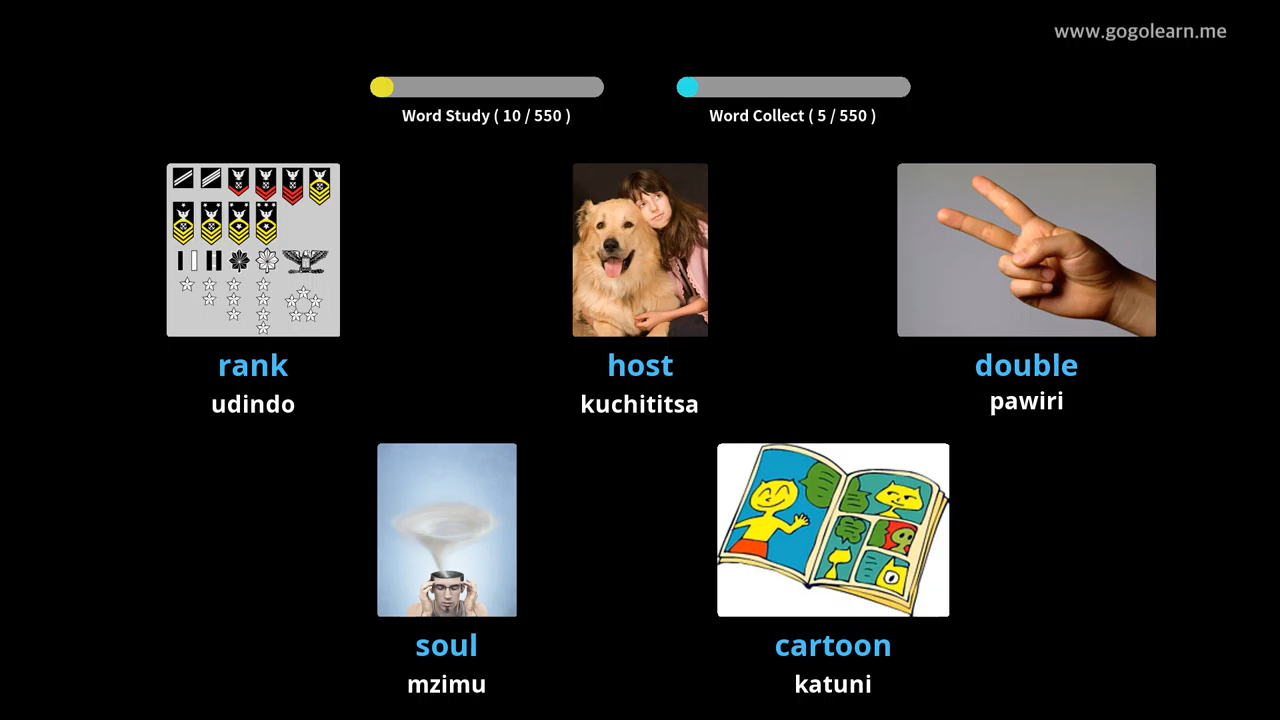 www.gogolearn.me
Word Study ( 10 / 550 )
Word Collect ( 5 / 550 )
rank
host
double
udindo
kuchititsa
pawiri
soul
cartoon
mzimu
katuni